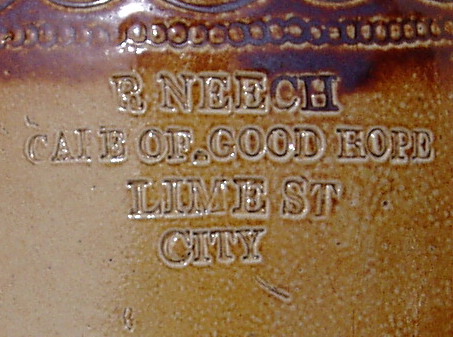 R NEECH
CAPE OF GOOD HOPE
LIME ST
CITY